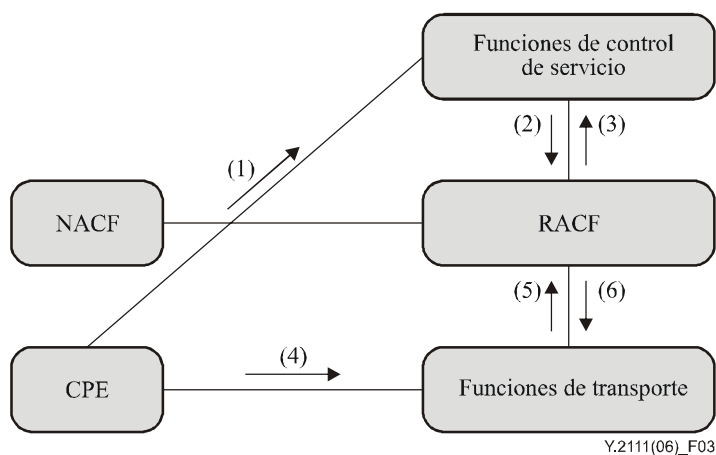 Funciones de control
de servicio
(2)
(3)
(1)
NACF
RACF
(5)
(6)
CPE
(4)
Funciones de transporte
Y.2111(06)_F03